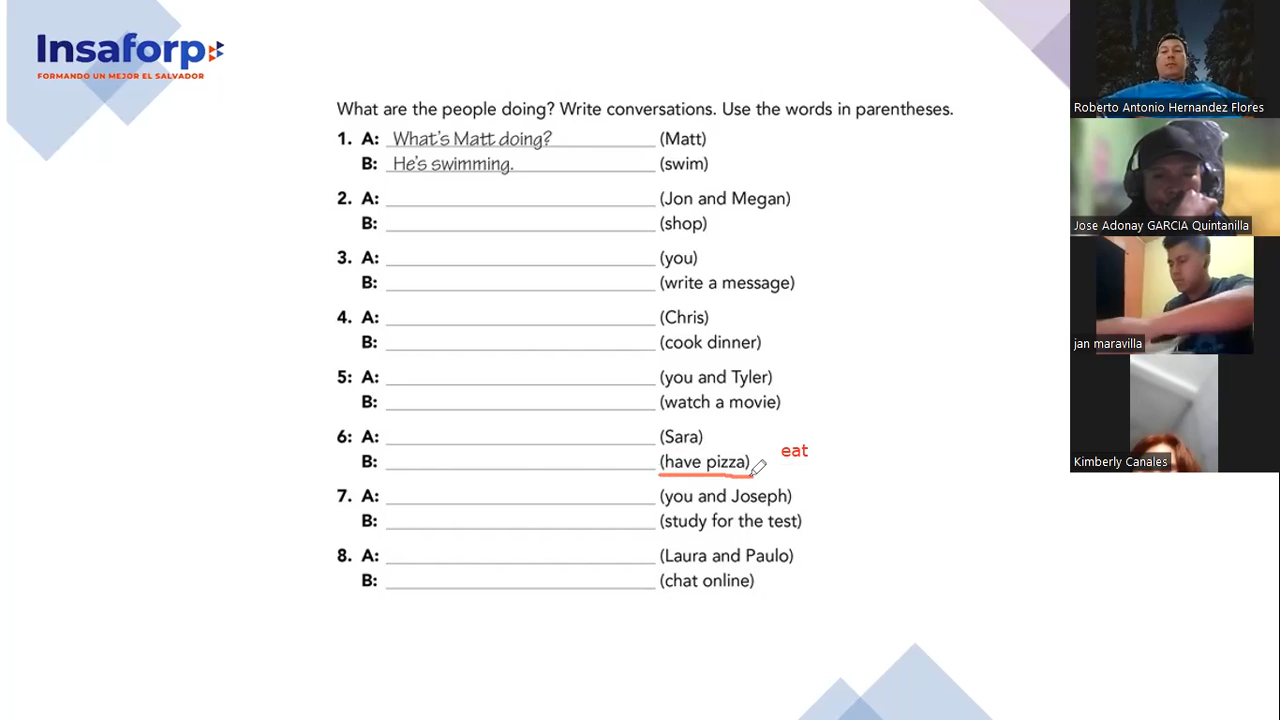 Insaforp
FORMANDO UN MEJOR EL SALVADOR
What are the people doing? Write conversations. Use the words in parentheses.
1. A: What's Matt doing? (Matt)
B: He's swimming. (swim)
2. A: (Jon and Megan)
B: (shop)
3. A: (you)
B: (write a message)
4. A: (Chris)
B: (cook dinner)
5: A: (you and Tyler)
B: (watch a movie)
6: A: (Sara)
B: (have pizza) eat
7. A: (you and Joseph)
B: (study for the test)
8. A: (Laura and Paulo)
B: (chat online)
Roberto Antonio Hernandez Flores
Jose Adonay GARCIA Quintanilla
jan maravilla
Kimberly Canales